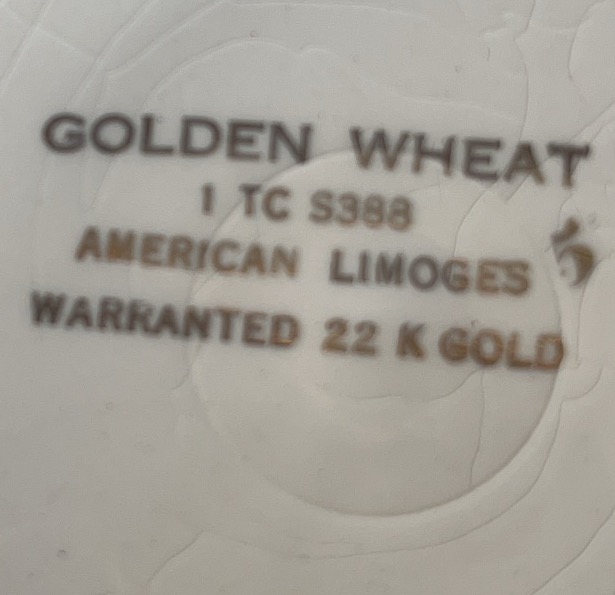 GOLDEN WHEAT
1 TC S388
AMERICAN LIMOGES
WARRANTED 22 K GOLD